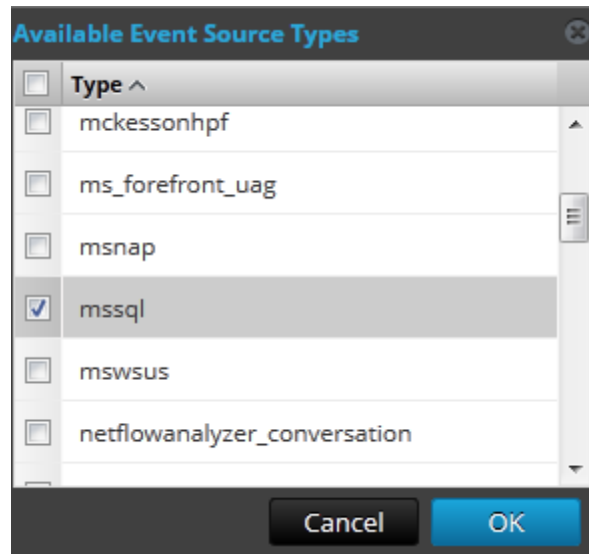 Available Event Source Types
Type
mckessonhpf
ms_forefront_uag
msnap
mssql
mswsus
netflowanalyzer_conversation
Cancel OK